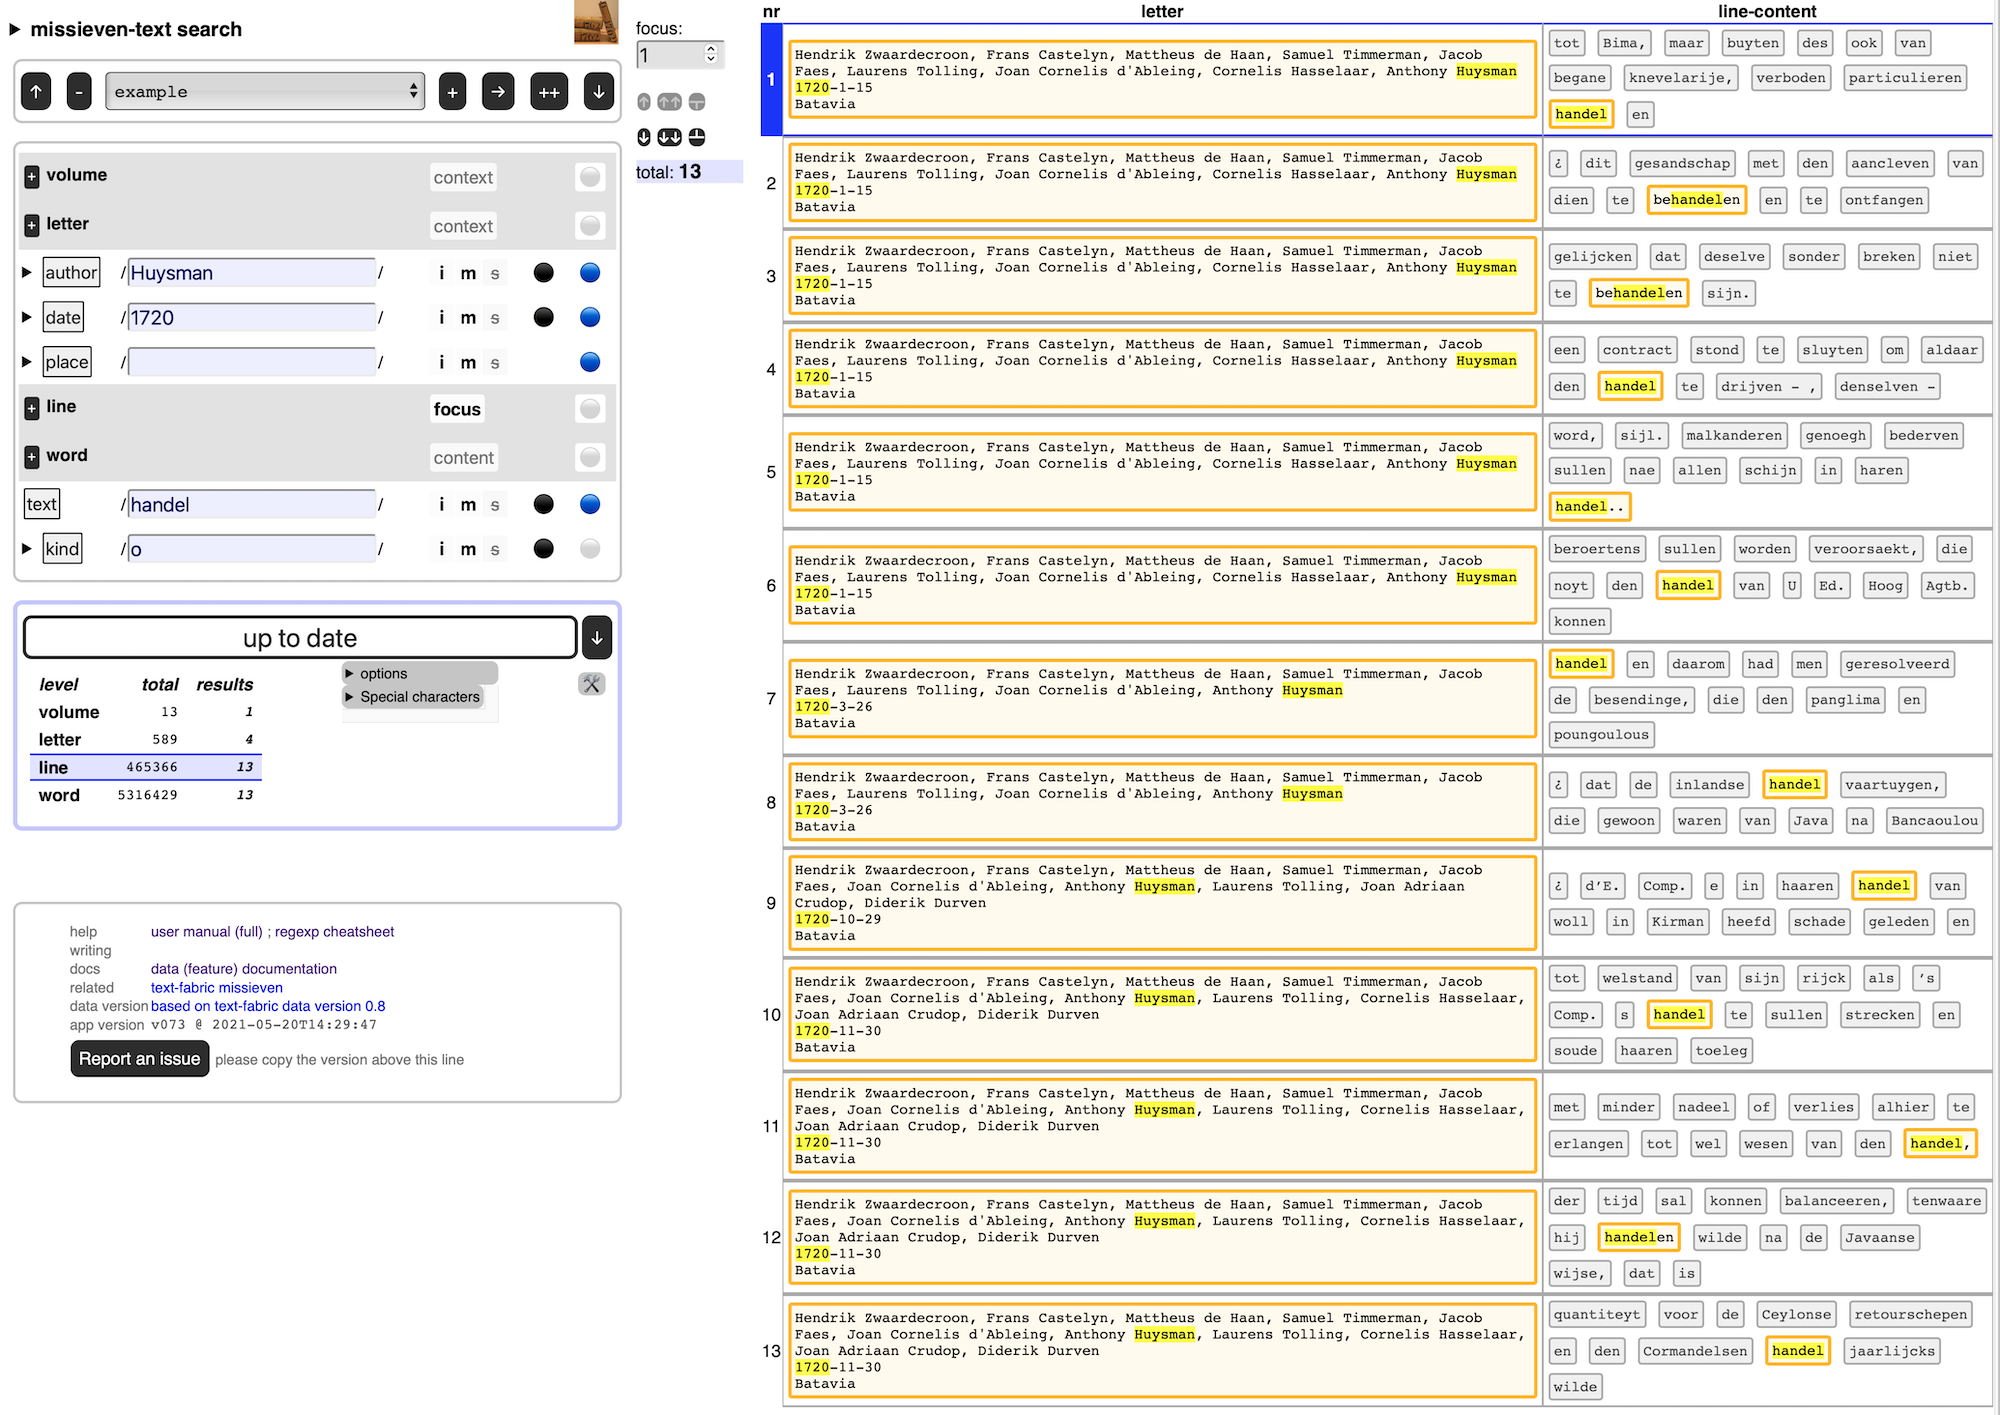 missieven-text search
- example + → ++ ↓
+ volume context
+ letter context
author /Huysman / i m s
date /1720 / i m s
place / / i m s
+ line focus
+ word content
text /handel / i m s
kind /o / i m s
up to date ↓
options
Special characters
level total results
volume 13 1
letter 589 4
line 465366 13
word 5316429 13
help user manual (full) ; regexp cheatsheet
writing
docs data (feature) documentation
related text-fabric missieven
data version based on text-fabric data version 0.8
app version v073 @ 2021-05-20T14:29:47
Report an issue please copy the version above this line
focus:
1
total: 13
nr letter line-content
1
Hendrik Zwaardecroon, Frans Castelyn, Mattheus de Haan, Samuel Timmerman, Jacob
Faes, Laurens Tolling, Joan Cornelis d'Ableing, Cornelis Hasselaar, Anthony Huysman
1720-1-15
Batavia
tot Bima, maar buyten des ook van
begane knevelarije, verboden particulieren
handel en
2
Hendrik Zwaardecroon, Frans Castelyn, Mattheus de Haan, Samuel Timmerman, Jacob
Faes, Laurens Tolling, Joan Cornelis d'Ableing, Cornelis Hasselaar, Anthony Huysman
1720-1-15
Batavia
¿ dit gesandschap met den aancleven van
dien te behandelen en te ontfangen
3
Hendrik Zwaardecroon, Frans Castelyn, Mattheus de Haan, Samuel Timmerman, Jacob
Faes, Laurens Tolling, Joan Cornelis d'Ableing, Cornelis Hasselaar, Anthony Huysman
1720-1-15
Batavia
gelijcken dat deselve sonder breken niet
te behandelen sijn.
4
Hendrik Zwaardecroon, Frans Castelyn, Mattheus de Haan, Samuel Timmerman, Jacob
Faes, Laurens Tolling, Joan Cornelis d'Ableing, Cornelis Hasselaar, Anthony Huysman
1720-1-15
Batavia
een contract stond te sluyten om aldaar
den handel te drijven – , denselven –
5
Hendrik Zwaardecroon, Frans Castelyn, Mattheus de Haan, Samuel Timmerman, Jacob
Faes, Laurens Tolling, Joan Cornelis d'Ableing, Cornelis Hasselaar, Anthony Huysman
1720-1-15
Batavia
word, sijl. malkanderen genoegh bederven
sullen nae allen schijn in haren
handel..
6
Hendrik Zwaardecroon, Frans Castelyn, Mattheus de Haan, Samuel Timmerman, Jacob
Faes, Laurens Tolling, Joan Cornelis d'Ableing, Cornelis Hasselaar, Anthony Huysman
1720-1-15
Batavia
beroertens sullen worden veroorsaekt, die
noyt den handel van U Ed. Hoog Agtb.
konnen
7
Hendrik Zwaardecroon, Frans Castelyn, Mattheus de Haan, Samuel Timmerman, Jacob
Faes, Laurens Tolling, Joan Cornelis d'Ableing, Anthony Huysman
1720-3-26
Batavia
handel en daarom had men geresolveerd
de besendinge, die den panglima en
poungoulous
8
Hendrik Zwaardecroon, Frans Castelyn, Mattheus de Haan, Samuel Timmerman, Jacob
Faes, Laurens Tolling, Joan Cornelis d'Ableing, Anthony Huysman
1720-3-26
Batavia
¿ dat de inlandse handel vaartuygen,
die gewoon waren van Java na Bancaoulou
9
Hendrik Zwaardecroon, Frans Castelyn, Mattheus de Haan, Samuel Timmerman, Jacob
Faes, Joan Cornelis d'Ableing, Anthony Huysman, Laurens Tolling, Joan Adriaan
Crudop, Diderik Durven
1720-10-29
Batavia
¿ d’E. Comp. e in haaren handel van
woll in Kirman heefd schade geleden en
10
Hendrik Zwaardecroon, Frans Castelyn, Mattheus de Haan, Samuel Timmerman, Jacob
Faes, Joan Cornelis d'Ableing, Anthony Huysman, Laurens Tolling, Cornelis Hasselaar,
Joan Adriaan Crudop, Diderik Durven
1720-11-30
Batavia
tot welstand van sijn rijck als ’s
Comp. s handel te sullen strecken en
soude haaren toeleg
11
Hendrik Zwaardecroon, Frans Castelyn, Mattheus de Haan, Samuel Timmerman, Jacob
Faes, Joan Cornelis d'Ableing, Anthony Huysman, Laurens Tolling, Cornelis Hasselaar,
Joan Adriaan Crudop, Diderik Durven
1720-11-30
Batavia
met minder nadeel of verlies alhier te
erlangen tot wel wesen van den handel,
12
Hendrik Zwaardecroon, Frans Castelyn, Mattheus de Haan, Samuel Timmerman, Jacob
Faes, Joan Cornelis d'Ableing, Anthony Huysman, Laurens Tolling, Cornelis Hasselaar,
Joan Adriaan Crudop, Diderik Durven
1720-11-30
Batavia
der tijd sal konnen balanceeren, tenwaare
hij handelen wilde na de Javaanse
wijse, dat is
13
Hendrik Zwaardecroon, Frans Castelyn, Mattheus de Haan, Samuel Timmerman, Jacob
Faes, Joan Cornelis d'Ableing, Anthony Huysman, Laurens Tolling, Cornelis Hasselaar,
Joan Adriaan Crudop, Diderik Durven
1720-11-30
Batavia
quantiteyt voor de Ceylonse retourschepen
en den Cormandelsen handel jaarlijcks
wilde